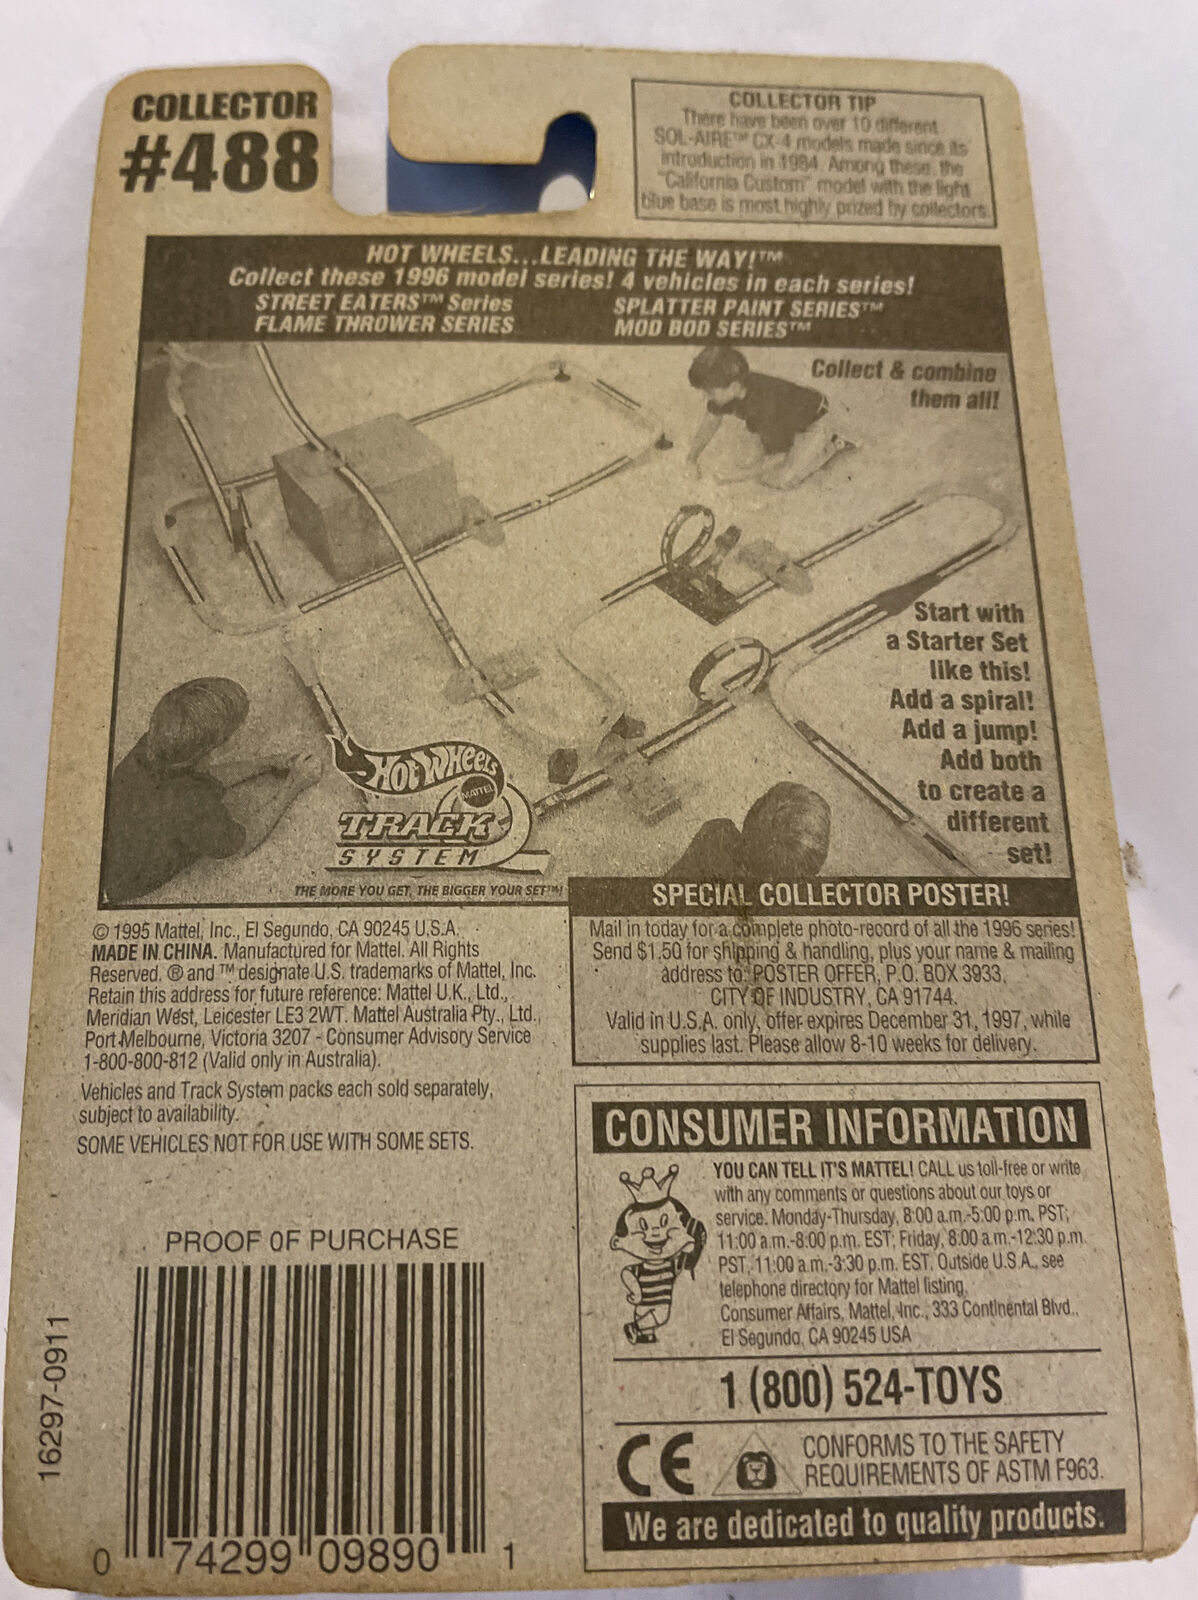 COLLECTOR
#488
COLLECTOR TIP
There have been over 10 different
SOL-AIRE™ CX-4 models made since its
introduction in 1984. Among these, the
"California Custom" model with the light
blue base is most highly prized by collectors.
HOT WHEELS...LEADING THE WAY!™
Collect these 1996 model series! 4 vehicles in each series!
STREET EATERS™ Series
SPLATTER PAINT SERIES™
FLAME THROWER SERIES
MOD BOD SERIES™
Collect & combine
them all!
Start with
a Starter Set
like this!
Add a spiral!
Add a jump!
Add both
to create a
different
set!
HOT WHEELS
MATTEL
TRACK
SYSTEM
THE MORE YOU GET, THE BIGGER YOUR SET™!
© 1995 Mattel, Inc., El Segundo, CA 90245 U.S.A.
MADE IN CHINA. Manufactured for Mattel. All Rights
Reserved. ® and ™ designate U.S. trademarks of Mattel, Inc.
Retain this address for future reference: Mattel U.K., Ltd.,
Meridian West, Leicester LE3 2WT. Mattel Australia Pty., Ltd.,
Port Melbourne, Victoria 3207 - Consumer Advisory Service
1-800-800-812 (Valid only in Australia).
Vehicles and Track System packs each sold separately,
subject to availability.
SOME VEHICLES NOT FOR USE WITH SOME SETS.
SPECIAL COLLECTOR POSTER!
Mail in today for a complete photo-record of all the 1996 series!
Send $1.50 for shipping & handling, plus your name & mailing
address to: POSTER OFFER, P.O. BOX 3933,
CITY OF INDUSTRY, CA 91744.
Valid in U.S.A. only, offer expires December 31, 1997, while
supplies last. Please allow 8-10 weeks for delivery.
CONSUMER INFORMATION
YOU CAN TELL IT'S MATTEL! CALL us toll-free or write
with any comments or questions about our toys or
service. Monday-Thursday, 8:00 a.m.-5:00 p.m. PST;
11:00 a.m.-8:00 p.m. EST; Friday, 8:00 a.m.-12:30 p.m.
PST, 11:00 a.m.-3:30 p.m. EST. Outside U.S.A., see
telephone directory for Mattel listing.
Consumer Affairs, Mattel, Inc., 333 Continental Blvd.,
El Segundo, CA 90245 USA
1 (800) 524-TOYS
CE
CONFORMS TO THE SAFETY
REQUIREMENTS OF ASTM F963.
We are dedicated to quality products.
PROOF OF PURCHASE
16297-0911
0 74299 09890 1